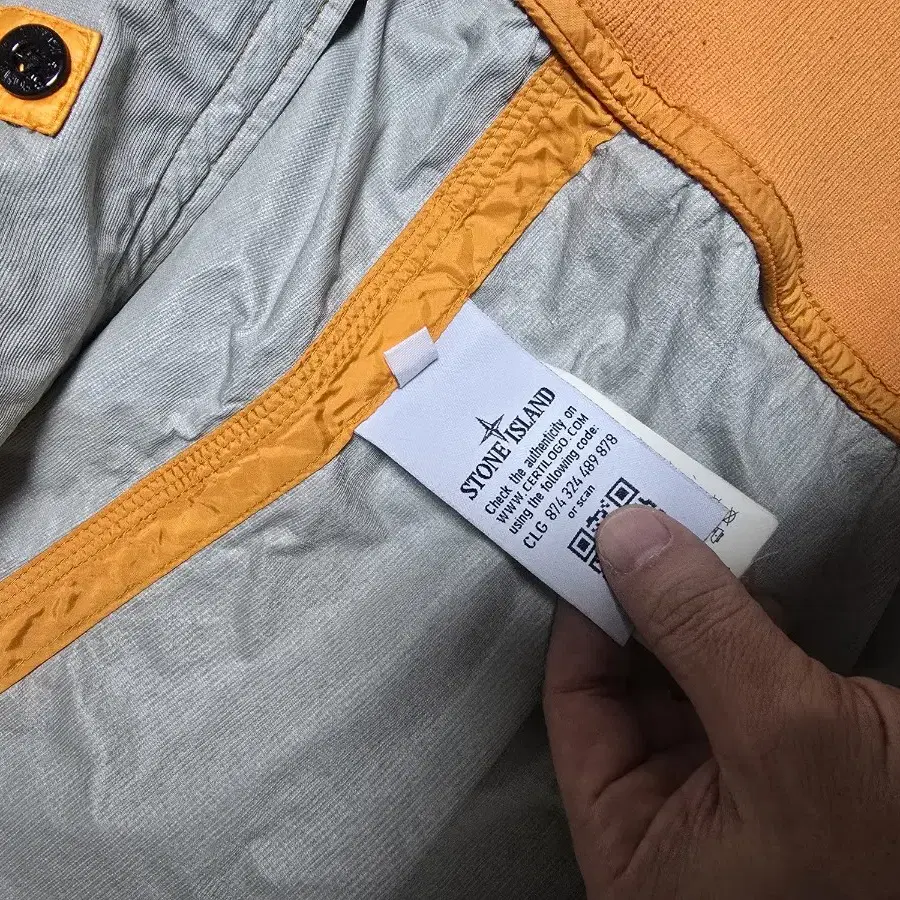 STONE ISLAND
Check the authenticity on
WWW.CERTILOGO.COM
using the following code:
CLG 874 324 489 878
or scan